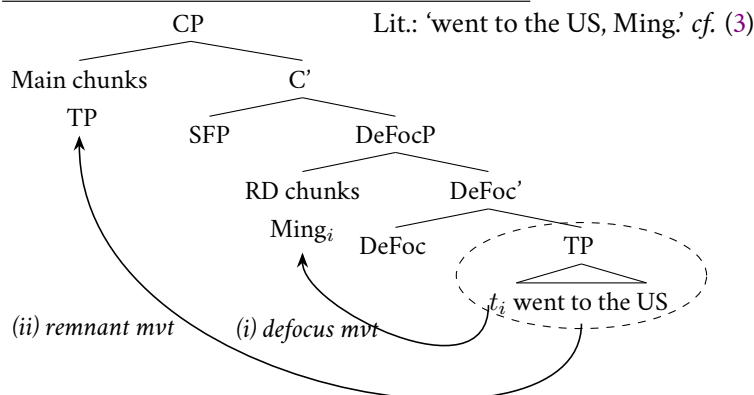 CP Lit.: ‘went to the US, Ming.’ cf. (3)
Main chunks C’
TP SFP DeFocP
RD chunks DeFoc’
Mingᵢ DeFoc TP
tᵢ went to the US
(ii) remnant mvt (i) defocus mvt